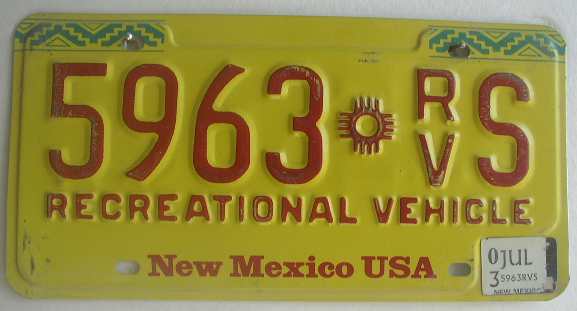 5963 RV S
RECREATIONAL VEHICLE
New Mexico USA
0 JUL
3 5963RVS
NEW MEXICO